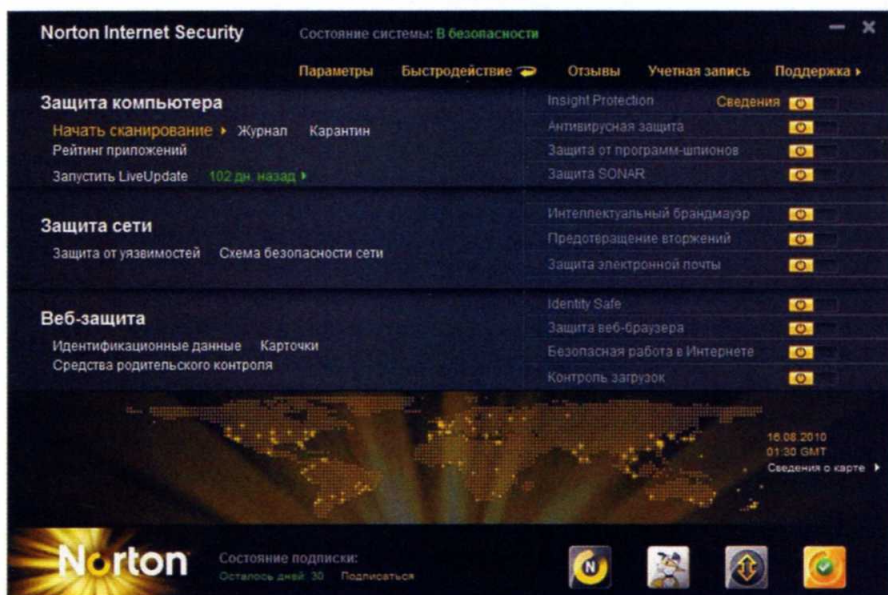 Norton Internet Security
Состояние системы: В безопасности
Параметры Быстродействие Отзывы Учетная запись Поддержка
Защита компьютера
Начать сканирование Журнал Карантин
Рейтинг приложений
Запустить LiveUpdate 102 дн. назад
Insight Protection Сведения
Антивирусная защита
Защита от программ-шпионов
Защита SONAR
Защита сети
Защита от уязвимостей Схема безопасности сети
Интеллектуальный брандмауэр
Предотвращение вторжений
Защита электронной почты
Веб-защита
Идентификационные данные Карточки
Средства родительского контроля
Identity Safe
Защита веб-браузера
Безопасная работа в Интернете
Контроль загрузок
16.08.2010
01:30 GMT
Сведения о карте
Norton
Состояние подписки:
Осталось дней: 30 Подписаться
N